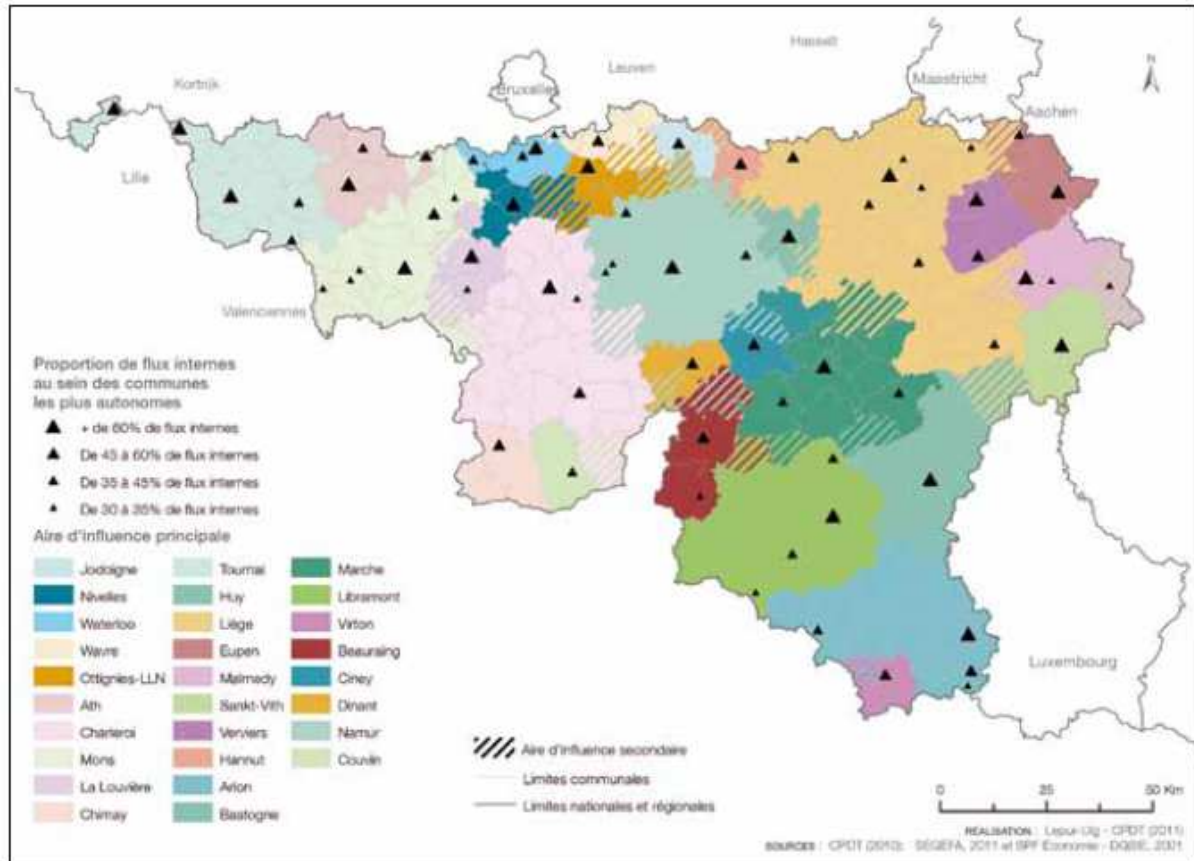 Hasselt
Leuven
Maastricht
N
Kortrijk
Bruxelles
Aachen
Lille
Valenciennes
Luxembourg
Proportion de flux internes
au sein des communes
les plus autonomes
+ de 60% de flux internes
De 45 à 60% de flux internes
De 35 à 45% de flux internes
De 30 à 35% de flux internes
Aire d'influence principale
Jodoigne Tournai Marche
Nivelles Huy Libramont
Waterloo Liège Virton
Wavre Eupen Beauraing
Ottignies-LLN Malmedy Ciney
Ath Sankt-Vith Dinant
Charleroi Verviers Namur
Mons Hannut Couvin
La Louvière Arlon
Chimay Bastogne
Aire d'influence secondaire
Limites communales
Limites nationales et régionales
0 25 50 Km
RÉALISATION : Lepur-Ulg - CPDT (2011)
SOURCES : CPDT (2010); SEGEFA, 2011 et SPF Économie - DGSIE, 2001